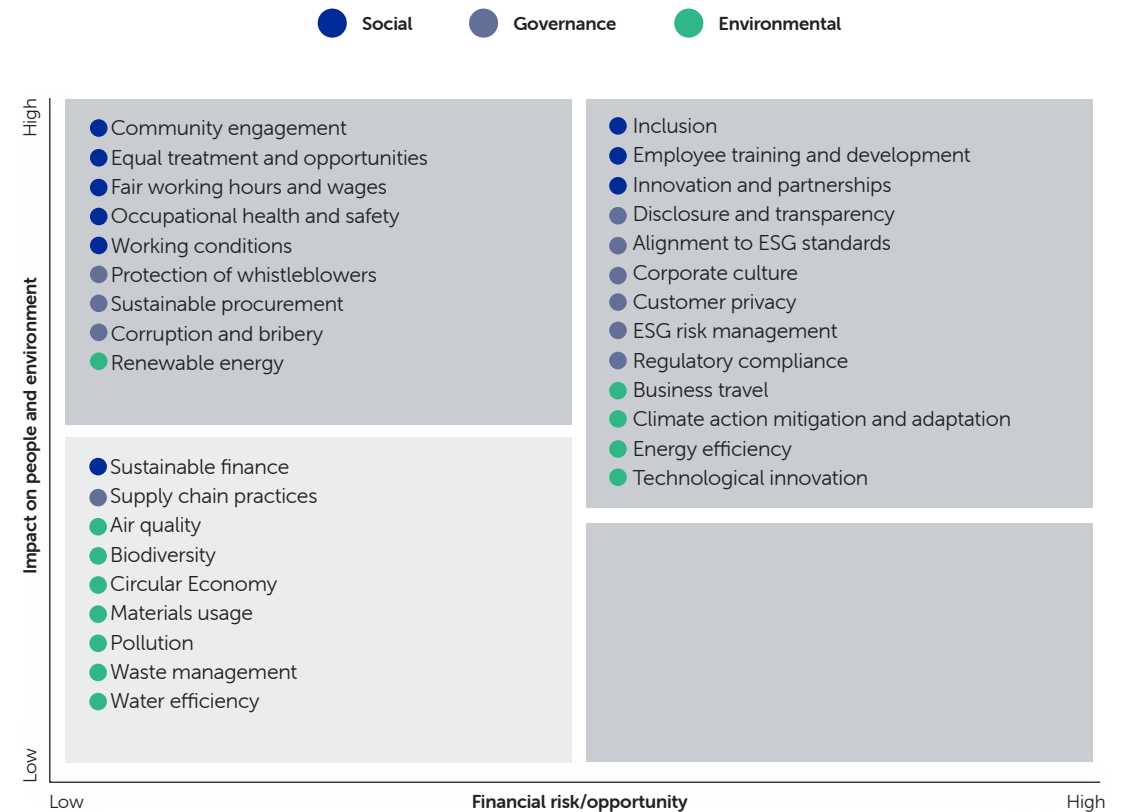 Social
Governance
Environmental
High
Community engagement
Equal treatment and opportunities
Fair working hours and wages
Occupational health and safety
Working conditions
Protection of whistleblowers
Sustainable procurement
Corruption and bribery
Renewable energy
Inclusion
Employee training and development
Innovation and partnerships
Disclosure and transparency
Alignment to ESG standards
Corporate culture
Customer privacy
ESG risk management
Regulatory compliance
Business travel
Climate action mitigation and adaptation
Energy efficiency
Technological innovation
Impact on people and environment
Sustainable finance
Supply chain practices
Air quality
Biodiversity
Circular Economy
Materials usage
Pollution
Waste management
Water efficiency
Low
Low
Financial risk/opportunity
High